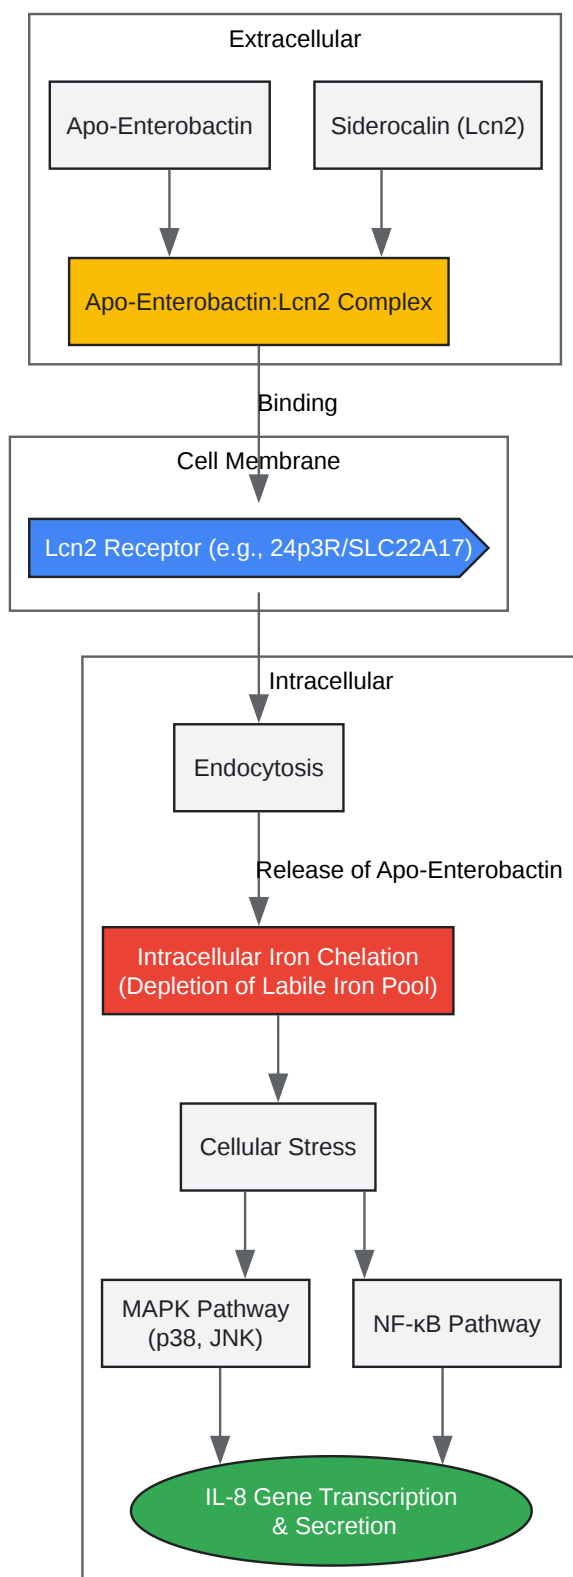 Extracellular
Apo-Enterobactin
Siderocalin (Lcn2)
Apo-Enterobactin:Lcn2 Complex
Binding
Cell Membrane
Lcn2 Receptor (e.g., 24p3R/SLC22A17)
Intracellular
Endocytosis
Release of Apo-Enterobactin
Intracellular Iron Chelation
(Depletion of Labile Iron Pool)
Cellular Stress
MAPK Pathway
(p38, JNK)
NF-κB Pathway
IL-8 Gene Transcription
& Secretion